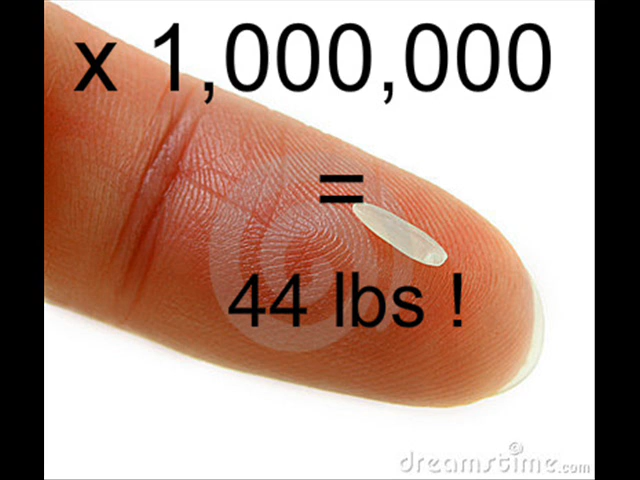 x 1,000,000
=
44 lbs !
dreamstime.com